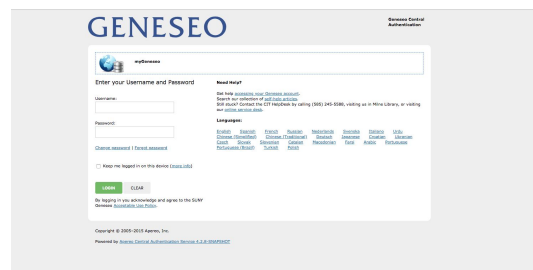 GENESEO
Geneseo Central
Authentication
myGeneseo
Enter your Username and Password
Username:
Password:
Change password | Forgot password
Keep me logged in on this device (more info)
LOGIN CLEAR
By logging in you acknowledge and agree to the SUNY
Geneseo Acceptable Use Policy.
Need Help?
Get help accessing your Geneseo account.
Search our collection of self-help articles.
Still stuck? Contact the CIT HelpDesk by calling (585) 245-5588, visiting us in Milne Library, or visiting
our online service desk.
Languages:
English Spanish French Russian Nederlands Svenska Italiano Urdu
Chinese (Simplified) Chinese (Traditional) Deutsch Japanese Croatian Ukranian
Czech Slovak Slovenian Catalan Macedonian Farsi Arabic Portuguese
Portuguese (Brazil) Turkish Polish
Copyright © 2005–2015 Apereo, Inc.
Powered by Apereo Central Authentication Service 4.2.0-SNAPSHOT